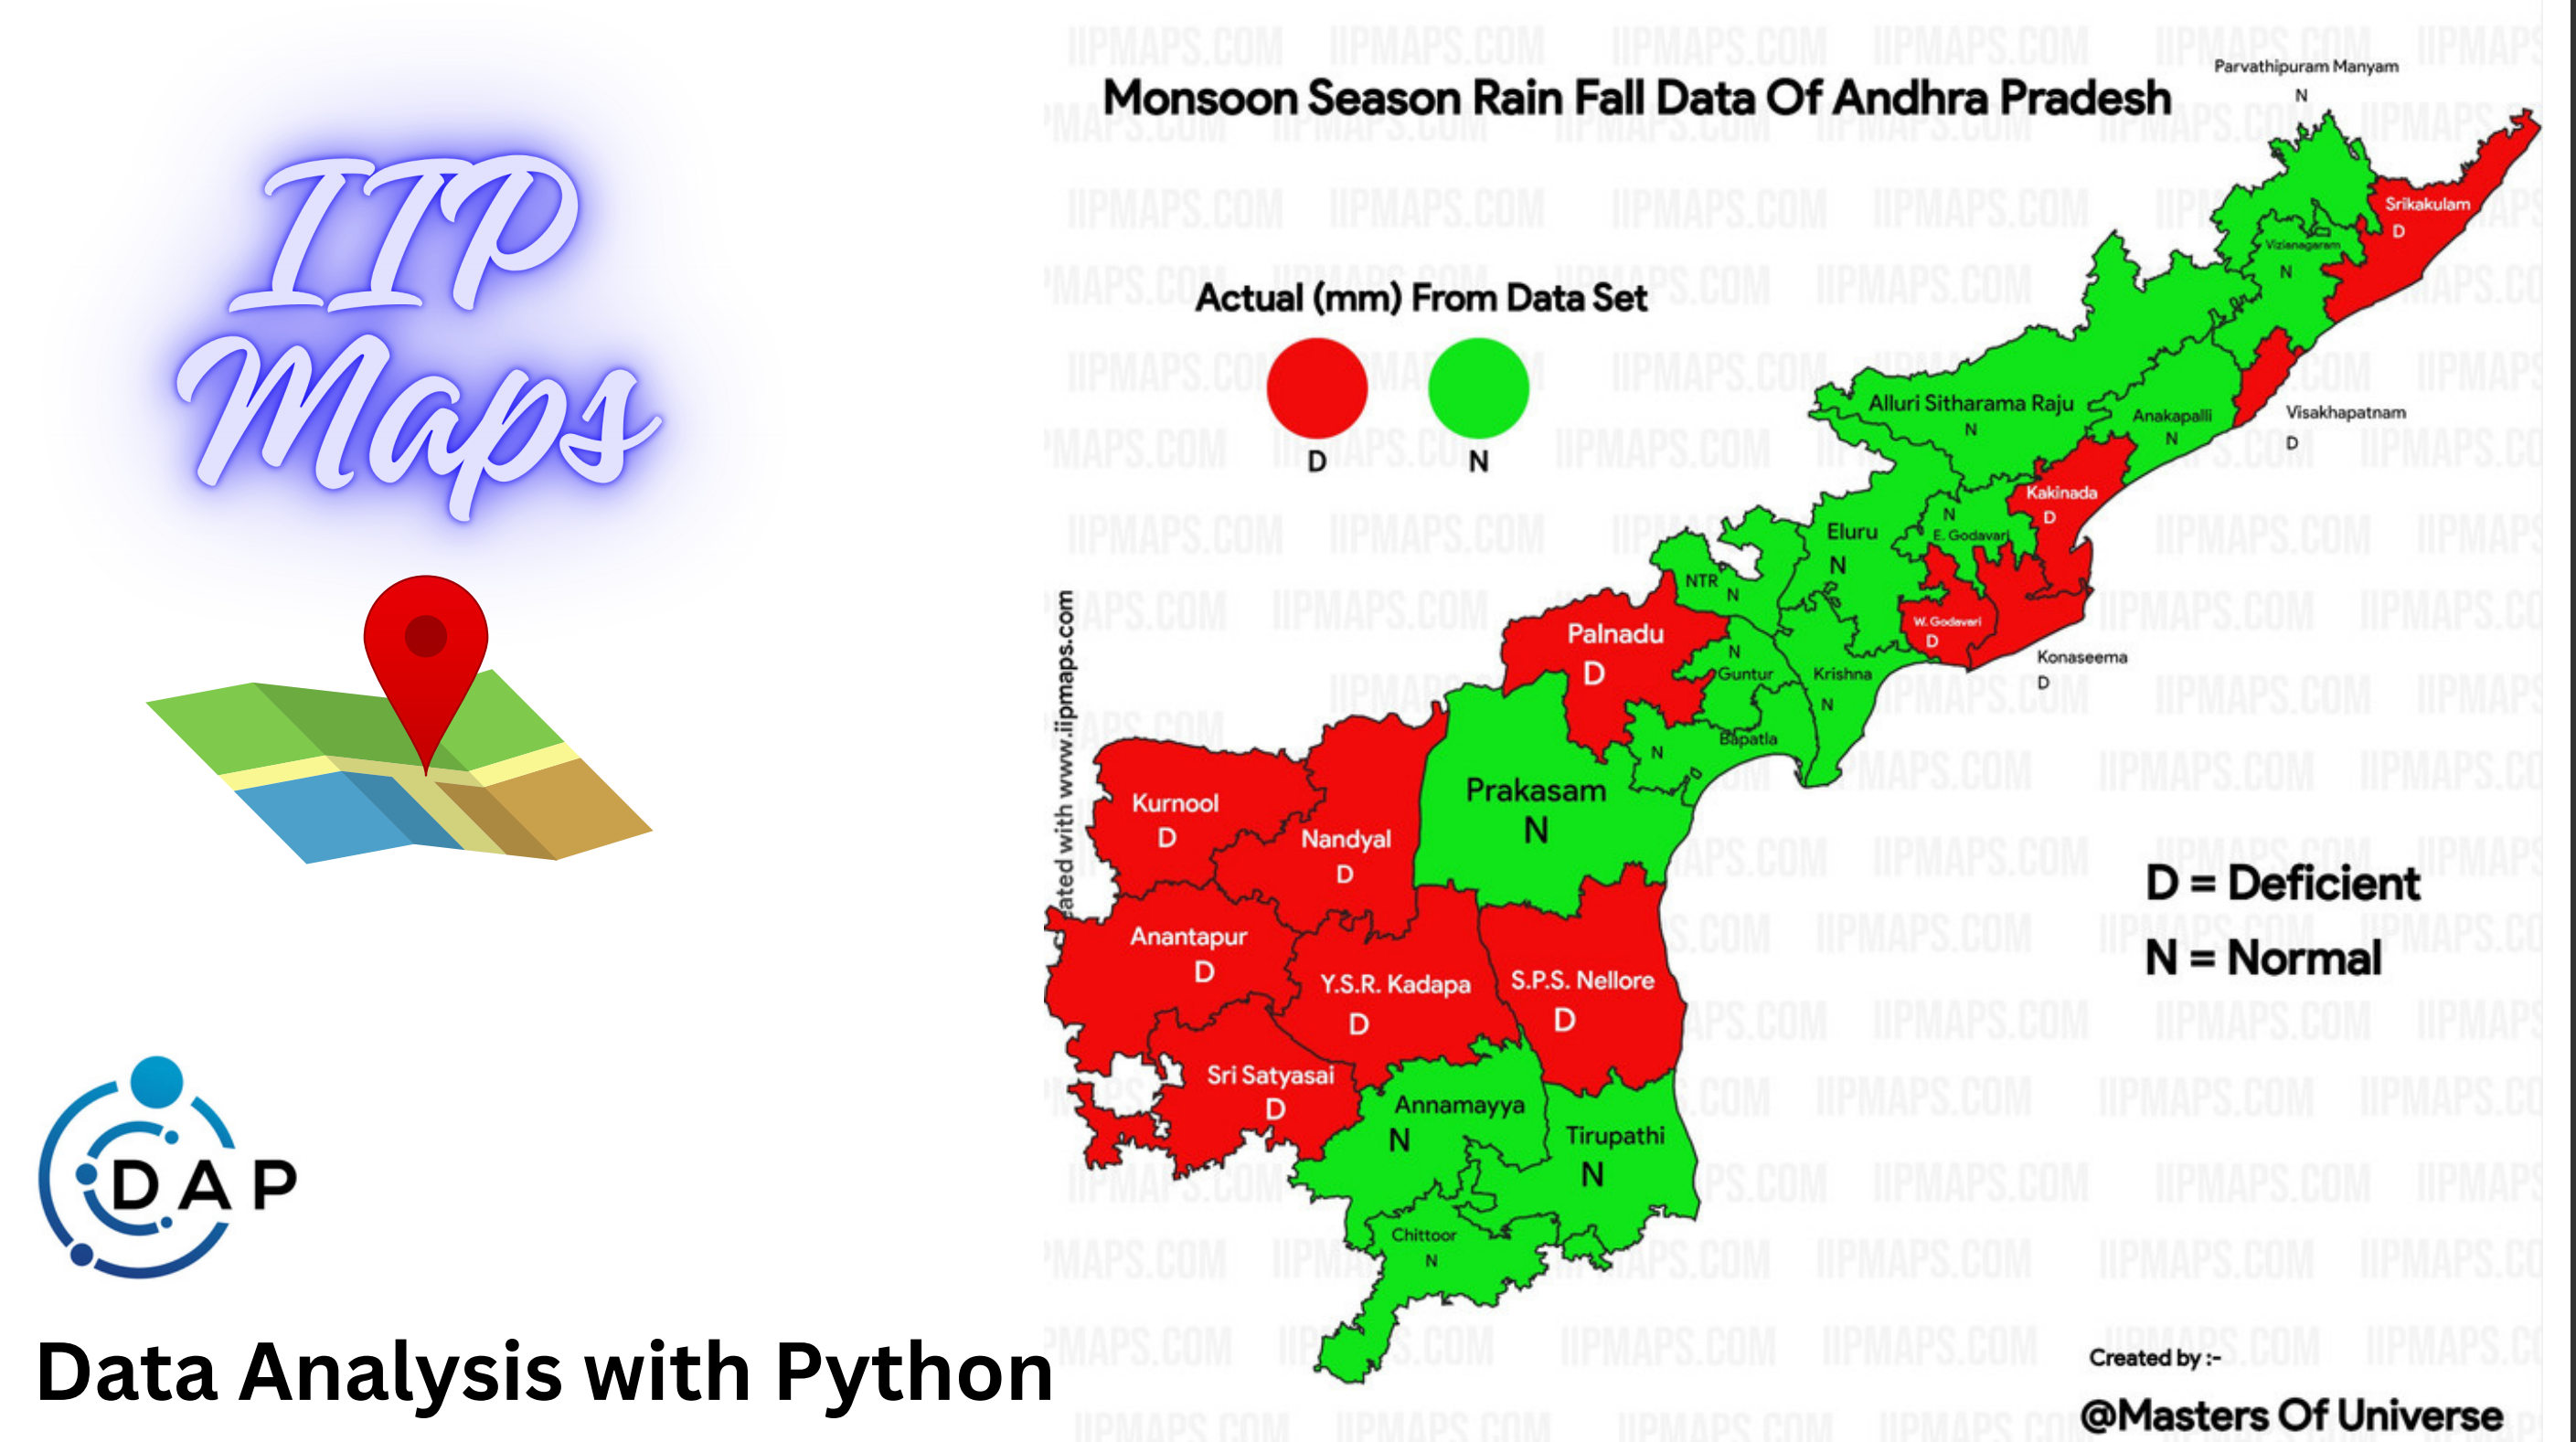 IIP
Maps
DAP
Data Analysis with Python
Monsoon Season Rain Fall Data Of Andhra Pradesh
Actual (mm) From Data Set
D
N
Parvathipuram Manyam
N
Srikakulam
D
Vizianagaram
N
Alluri Sitharama Raju
N
Anakapalli
N
Visakhapatnam
D
Kakinada
D
N
E. Godavari
Eluru
N
NTR
N
W. Godavari
D
Konaseema
D
Palnadu
D
N
Guntur
Krishna
N
Bapatla
N
Prakasam
N
Kurnool
D
Nandyal
D
Anantapur
D
Y.S.R. Kadapa
D
S.P.S. Nellore
D
Sri Satyasai
D
Annamayya
N
Tirupathi
N
Chittoor
N
D = Deficient
N = Normal
with www.iipmaps.com
Created by :-
@Masters Of Universe
IIPMAPS.COM